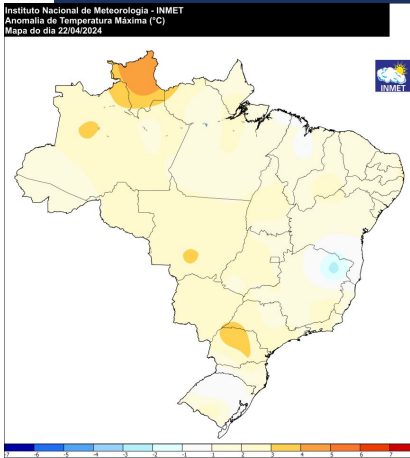 Instituto Nacional de Meteorologia - INMET
Anomalia de Temperatura Máxima (°C)
Mapa do dia 22/04/2024
INMET
-7 -6 -5 -4 -3 -2 -1 1 2 3 4 5 6 7